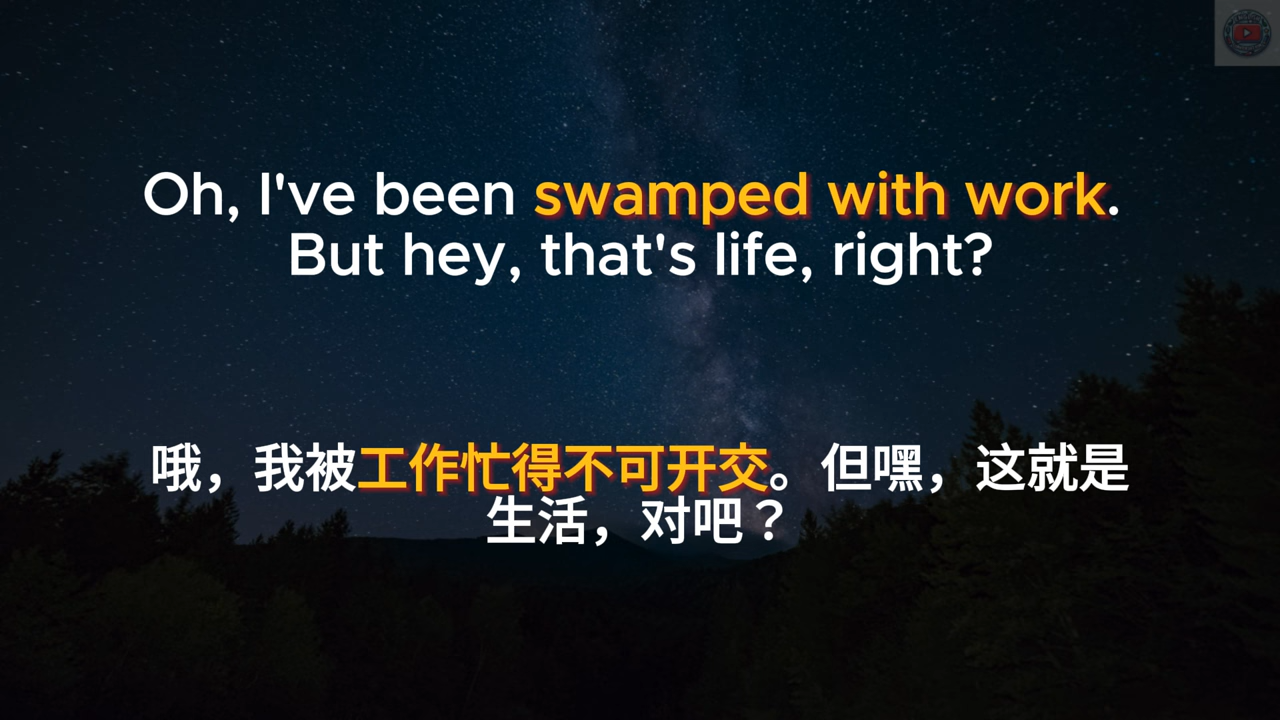 Oh, I've been swamped with work.
But hey, that's life, right?
哦，我被工作忙得不可开交。但嘿，这就是
生活，对吧？